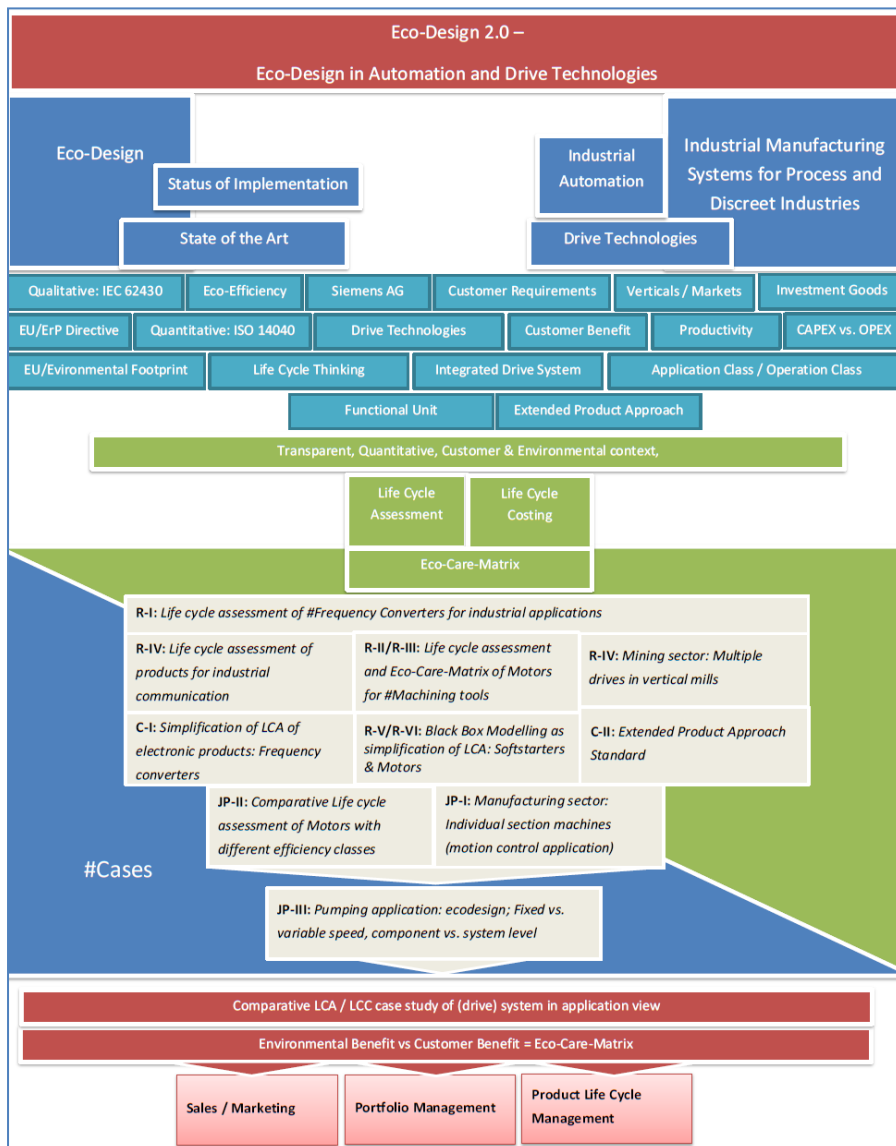 Eco-Design 2.0 –
Eco-Design in Automation and Drive Technologies
Eco-Design
Status of Implementation
State of the Art
Industrial
Automation
Drive Technologies
Industrial Manufacturing
Systems for Process and
Discreet Industries
Qualitative: IEC 62430
Eco-Efficiency
Siemens AG
Customer Requirements
Verticals / Markets
Investment Goods
EU/ErP Directive
Quantitative: ISO 14040
Drive Technologies
Customer Benefit
Productivity
CAPEX vs. OPEX
EU/Evironmental Footprint
Life Cycle Thinking
Integrated Drive System
Application Class / Operation Class
Functional Unit
Extended Product Approach
Transparent, Quantitative, Customer & Environmental context,
Life Cycle
Assessment
Life Cycle
Costing
Eco-Care-Matrix
R-I: Life cycle assessment of #Frequency Converters for industrial applications
R-IV: Life cycle assessment of
products for industrial
communication
R-II/R-III: Life cycle assessment
and Eco-Care-Matrix of Motors
for #Machining tools
R-IV: Mining sector: Multiple
drives in vertical mills
C-I: Simplification of LCA of
electronic products: Frequency
converters
R-V/R-VI: Black Box Modelling as
simplification of LCA: Softstarters
& Motors
C-II: Extended Product Approach
Standard
JP-II: Comparative Life cycle
assessment of Motors with
different efficiency classes
JP-I: Manufacturing sector:
Individual section machines
(motion control application)
#Cases
JP-III: Pumping application: ecodesign; Fixed vs.
variable speed, component vs. system level
Comparative LCA / LCC case study of (drive) system in application view
Environmental Benefit vs Customer Benefit = Eco-Care-Matrix
Sales / Marketing
Portfolio Management
Product Life Cycle
Management